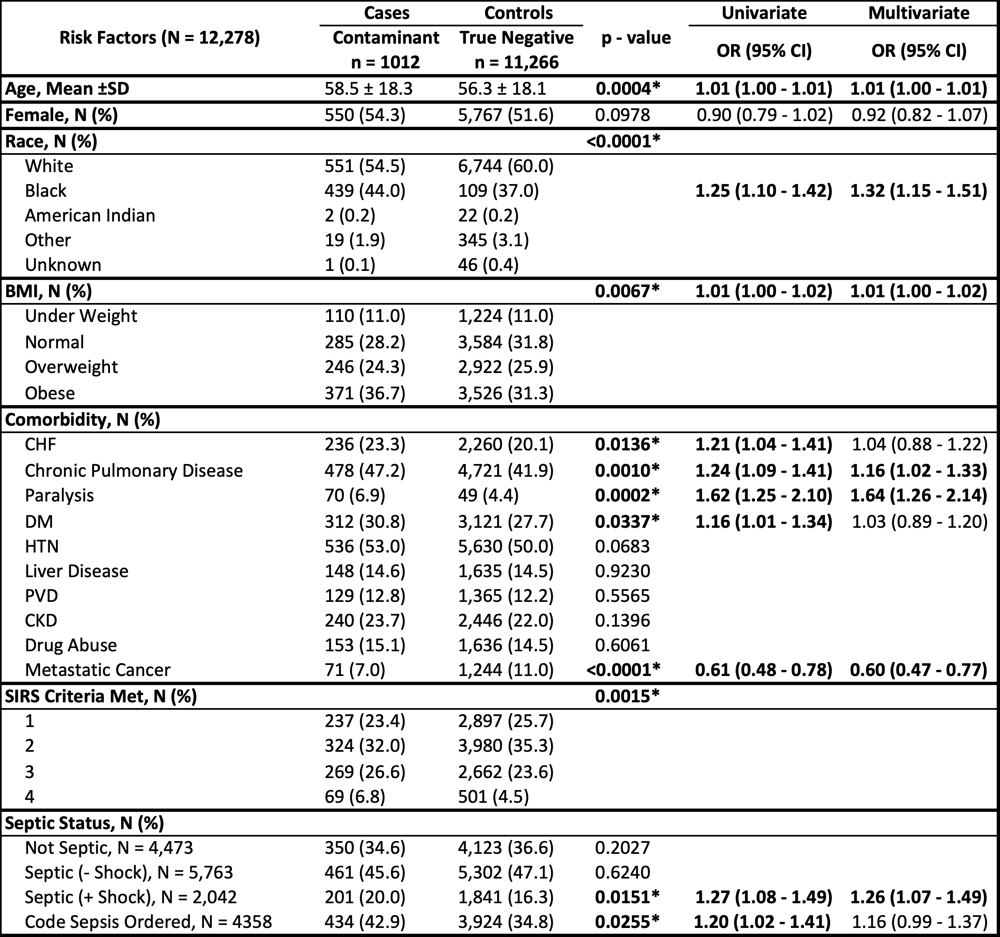 Cases Controls Univariate Multivariate
Risk Factors (N = 12,278) Contaminant True Negative p - value OR (95% CI) OR (95% CI)
n = 1012 n = 11,266
Age, Mean ±SD 58.5 ± 18.3 56.3 ± 18.1 0.0004* 1.01 (1.00 - 1.01) 1.01 (1.00 - 1.01)
Female, N (%) 550 (54.3) 5,767 (51.6) 0.0978 0.90 (0.79 - 1.02) 0.92 (0.82 - 1.07)
Race, N (%) <0.0001*
White 551 (54.5) 6,744 (60.0)
Black 439 (44.0) 109 (37.0) 1.25 (1.10 - 1.42) 1.32 (1.15 - 1.51)
American Indian 2 (0.2) 22 (0.2)
Other 19 (1.9) 345 (3.1)
Unknown 1 (0.1) 46 (0.4)
BMI, N (%) 0.0067* 1.01 (1.00 - 1.02) 1.01 (1.00 - 1.02)
Under Weight 110 (11.0) 1,224 (11.0)
Normal 285 (28.2) 3,584 (31.8)
Overweight 246 (24.3) 2,922 (25.9)
Obese 371 (36.7) 3,526 (31.3)
Comorbidity, N (%)
CHF 236 (23.3) 2,260 (20.1) 0.0136* 1.21 (1.04 - 1.41) 1.04 (0.88 - 1.22)
Chronic Pulmonary Disease 478 (47.2) 4,721 (41.9) 0.0010* 1.24 (1.09 - 1.41) 1.16 (1.02 - 1.33)
Paralysis 70 (6.9) 49 (4.4) 0.0002* 1.62 (1.25 - 2.10) 1.64 (1.26 - 2.14)
DM 312 (30.8) 3,121 (27.7) 0.0337* 1.16 (1.01 - 1.34) 1.03 (0.89 - 1.20)
HTN 536 (53.0) 5,630 (50.0) 0.0683
Liver Disease 148 (14.6) 1,635 (14.5) 0.9230
PVD 129 (12.8) 1,365 (12.2) 0.5565
CKD 240 (23.7) 2,446 (22.0) 0.1396
Drug Abuse 153 (15.1) 1,636 (14.5) 0.6061
Metastatic Cancer 71 (7.0) 1,244 (11.0) <0.0001* 0.61 (0.48 - 0.78) 0.60 (0.47 - 0.77)
SIRS Criteria Met, N (%) 0.0015*
1 237 (23.4) 2,897 (25.7)
2 324 (32.0) 3,980 (35.3)
3 269 (26.6) 2,662 (23.6)
4 69 (6.8) 501 (4.5)
Septic Status, N (%)
Not Septic, N = 4,473 350 (34.6) 4,123 (36.6) 0.2027
Septic (- Shock), N = 5,763 461 (45.6) 5,302 (47.1) 0.6240
Septic (+ Shock), N = 2,042 201 (20.0) 1,841 (16.3) 0.0151* 1.27 (1.08 - 1.49) 1.26 (1.07 - 1.49)
Code Sepsis Ordered, N = 4358 434 (42.9) 3,924 (34.8) 0.0255* 1.20 (1.02 - 1.41) 1.16 (0.99 - 1.37)